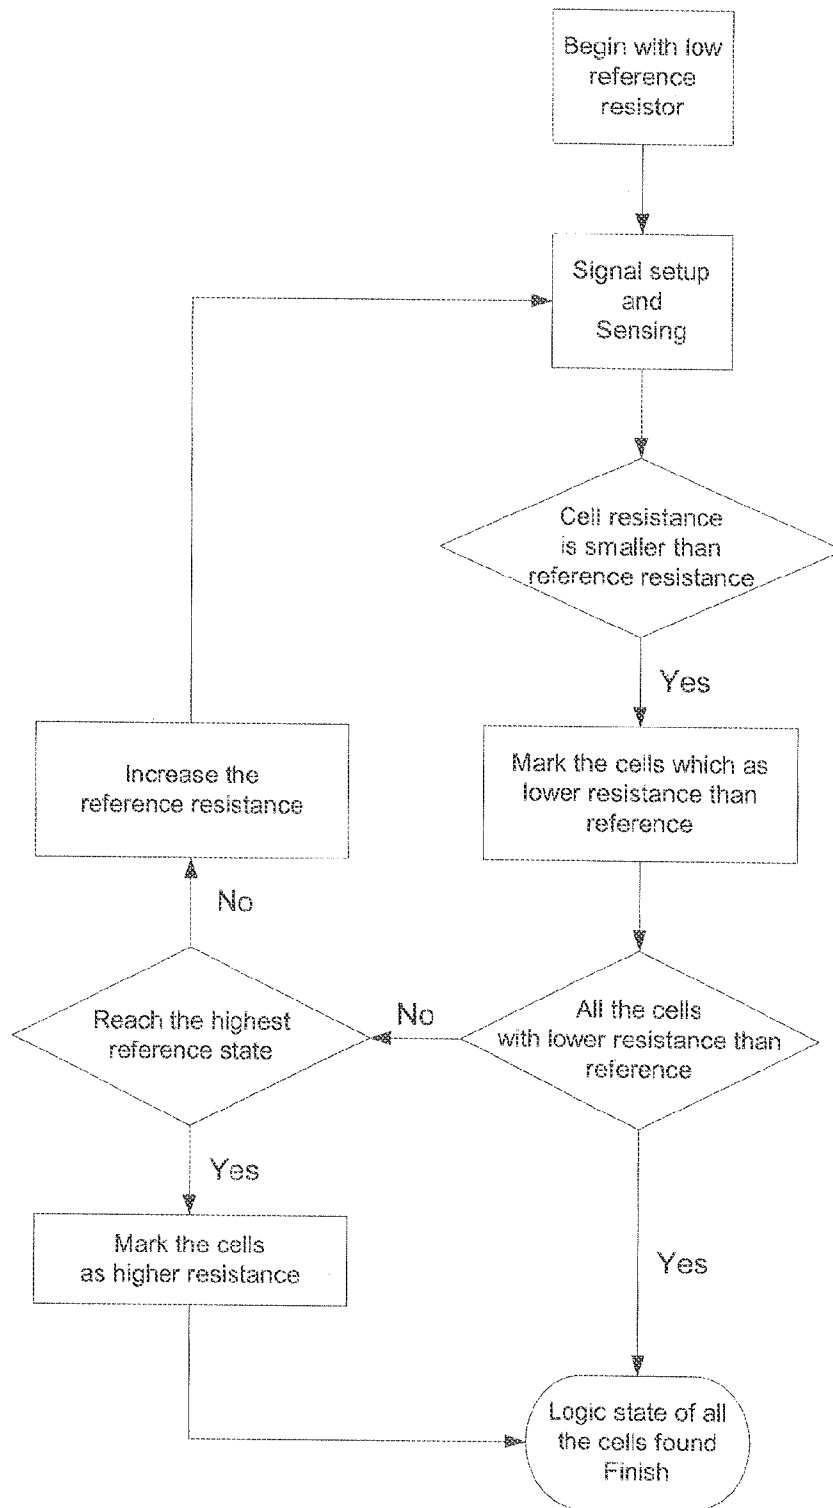 Begin with low
reference
resistor
Signal setup
and
Sensing
Cell resistance
is smaller than
reference resistance
Yes
Mark the cells which as
lower resistance than
reference
Increase the
reference resistance
No
Reach the highest
reference state
No
All the cells
with lower resistance than
reference
Yes
Mark the cells
as higher resistance
Yes
Logic state of all
the cells found
Finish